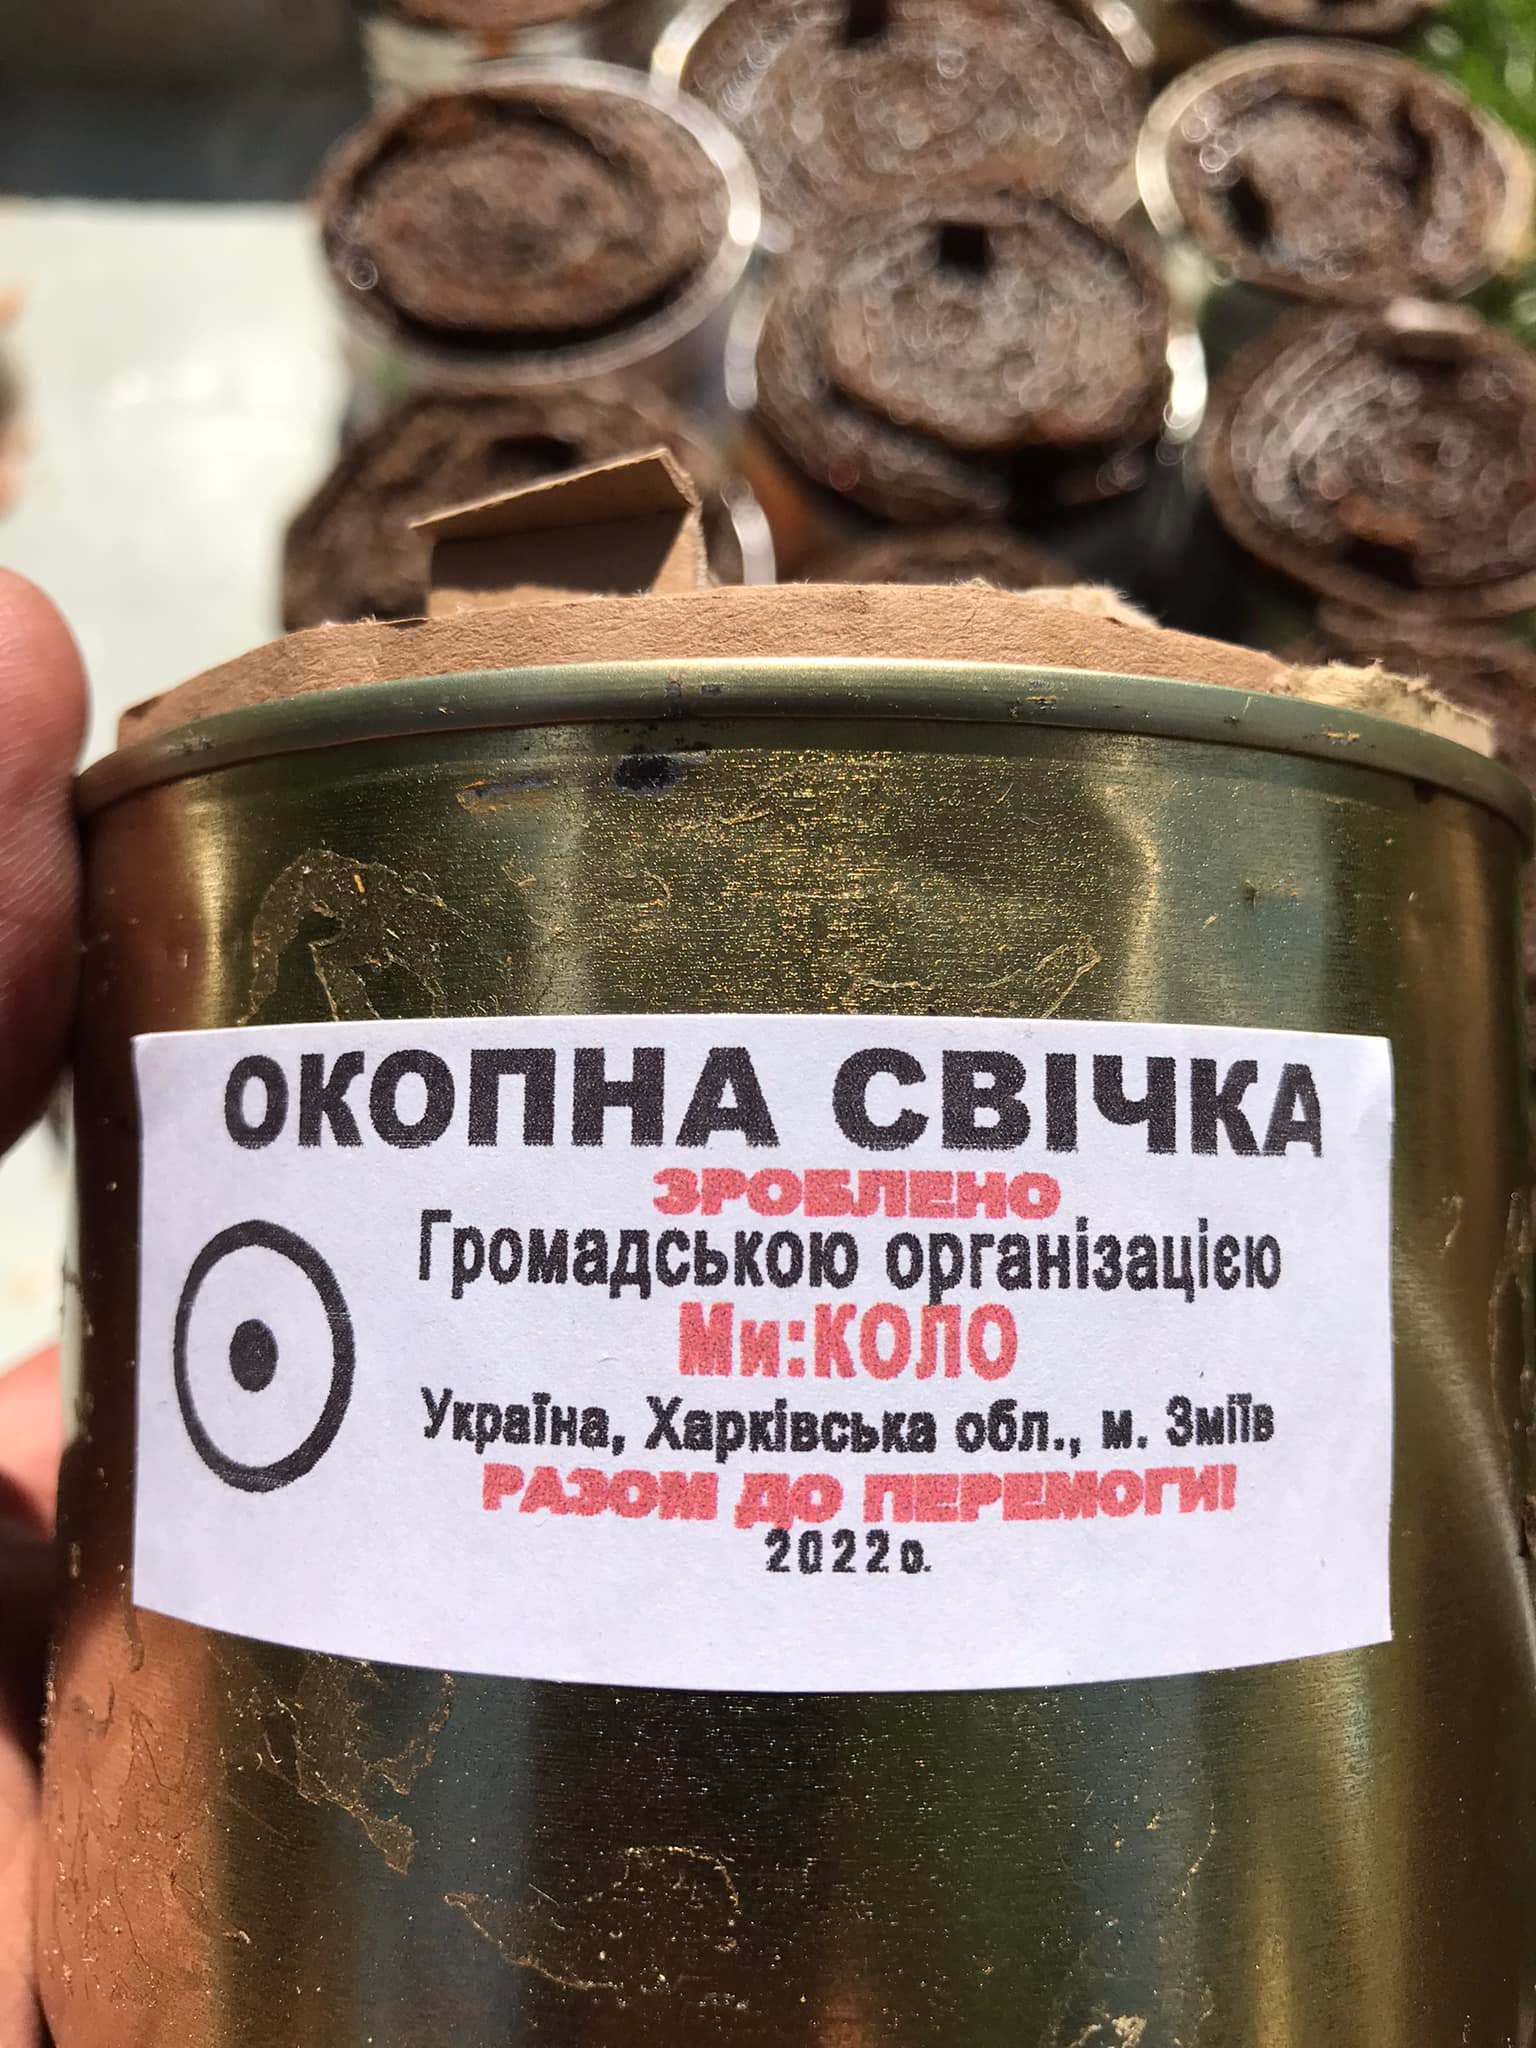 ОКОПНА СВІЧКА
ЗРОБЛЕНО
Громадською організацією
Ми:КОЛО
Україна, Харківська обл., м. Зміїв
РАЗОМ ДО ПЕРЕМОГИ!
2022р.